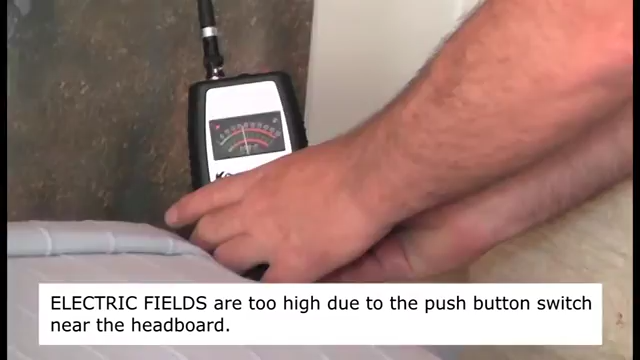 ELECTRIC FIELDS are too high due to the push button switch
near the headboard.